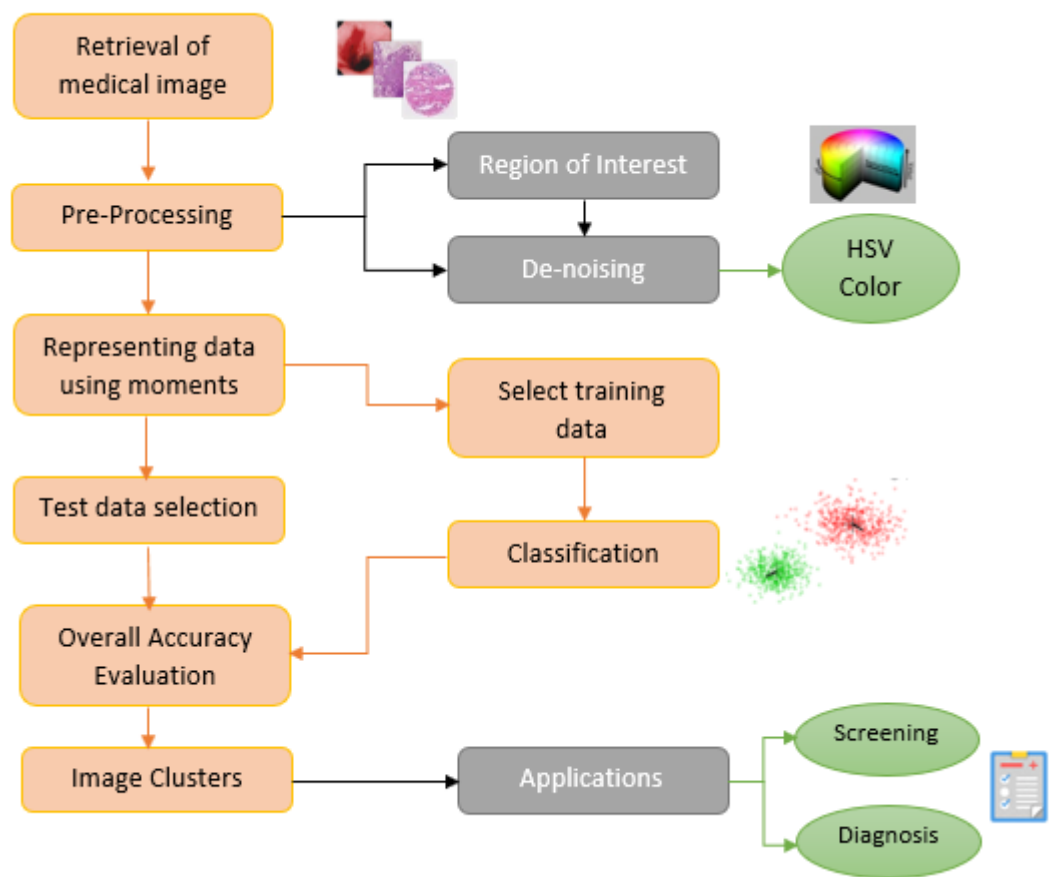 Retrieval of
medical image
Region of Interest
Pre-Processing
De-noising
HSV
Color
Representing data
using moments
Select training
data
Test data selection
Classification
Overall Accuracy
Evaluation
Screening
Image Clusters
Applications
Diagnosis